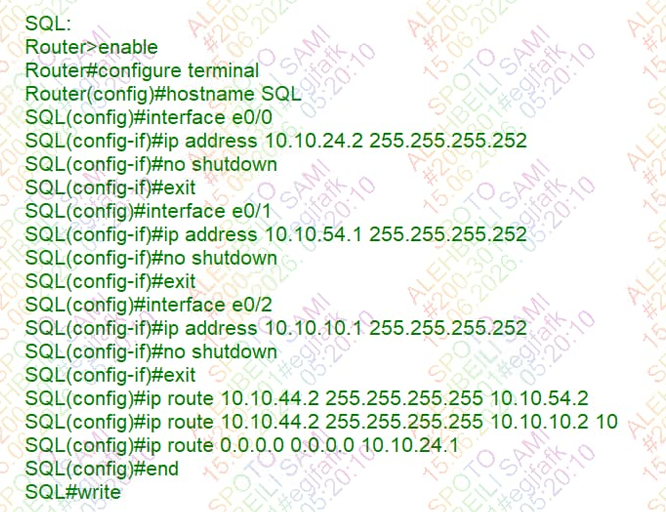 SQL:
Router>enable
Router#configure terminal
Router(config)#hostname SQL
SQL(config)#interface e0/0
SQL(config-if)#ip address 10.10.24.2 255.255.255.252
SQL(config-if)#no shutdown
SQL(config-if)#exit
SQL(config)#interface e0/1
SQL(config-if)#ip address 10.10.54.1 255.255.255.252
SQL(config-if)#no shutdown
SQL(config-if)#exit
SQL(config)#interface e0/2
SQL(config-if)#ip address 10.10.10.1 255.255.255.252
SQL(config-if)#no shutdown
SQL(config-if)#exit
SQL(config)#ip route 10.10.44.2 255.255.255.255 10.10.54.2
SQL(config)#ip route 10.10.44.2 255.255.255.255 10.10.10.2 10
SQL(config)#ip route 0.0.0.0 0.0.0.0 10.10.24.1
SQL(config)#end
SQL#write